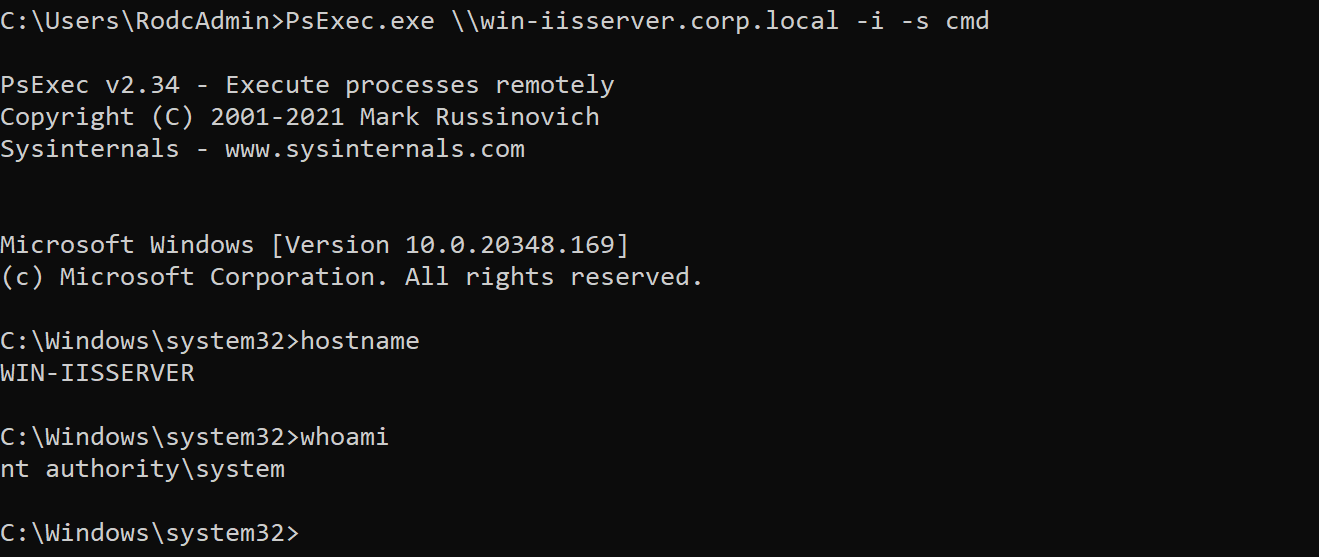 C:\Users\RodcAdmin>PsExec.exe \\win-iisserver.corp.local -i -s cmd
PsExec v2.34 - Execute processes remotely
Copyright (C) 2001-2021 Mark Russinovich
Sysinternals - www.sysinternals.com
Microsoft Windows [Version 10.0.20348.169]
(c) Microsoft Corporation. All rights reserved.
C:\Windows\system32>hostname
WIN-IISSERVER
C:\Windows\system32>whoami
nt authority\system
C:\Windows\system32>